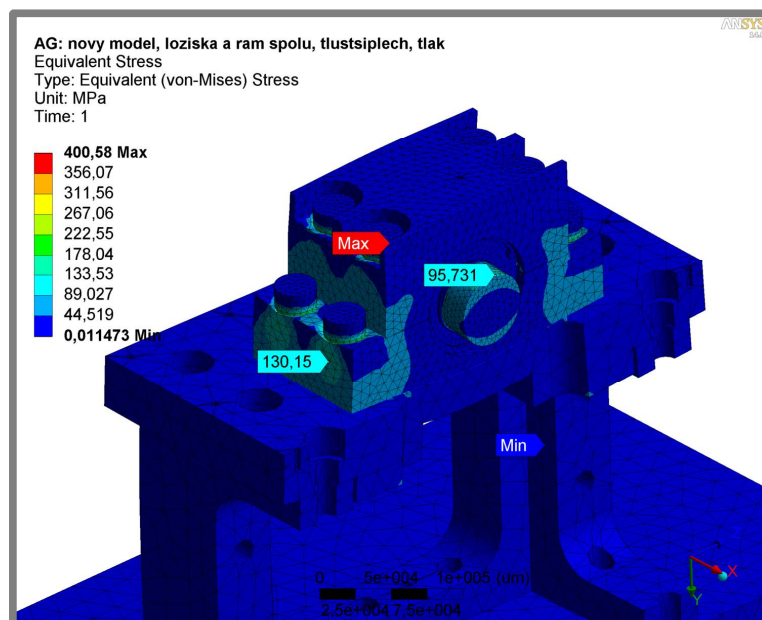 ANSYS
AG: novy model, loziska a ram spolu, tlustsiplech, tlak
Equivalent Stress
Type: Equivalent (von-Mises) Stress
Unit: MPa
Time: 1
400,58 Max
356,07
311,56
267,06
222,55
178,04
133,53
89,027
44,519
0,011473 Min
Max
95,731
130,15
Min
0 5e+004 1e+005 (um)
2,5e+004 7,5e+004
X
Y